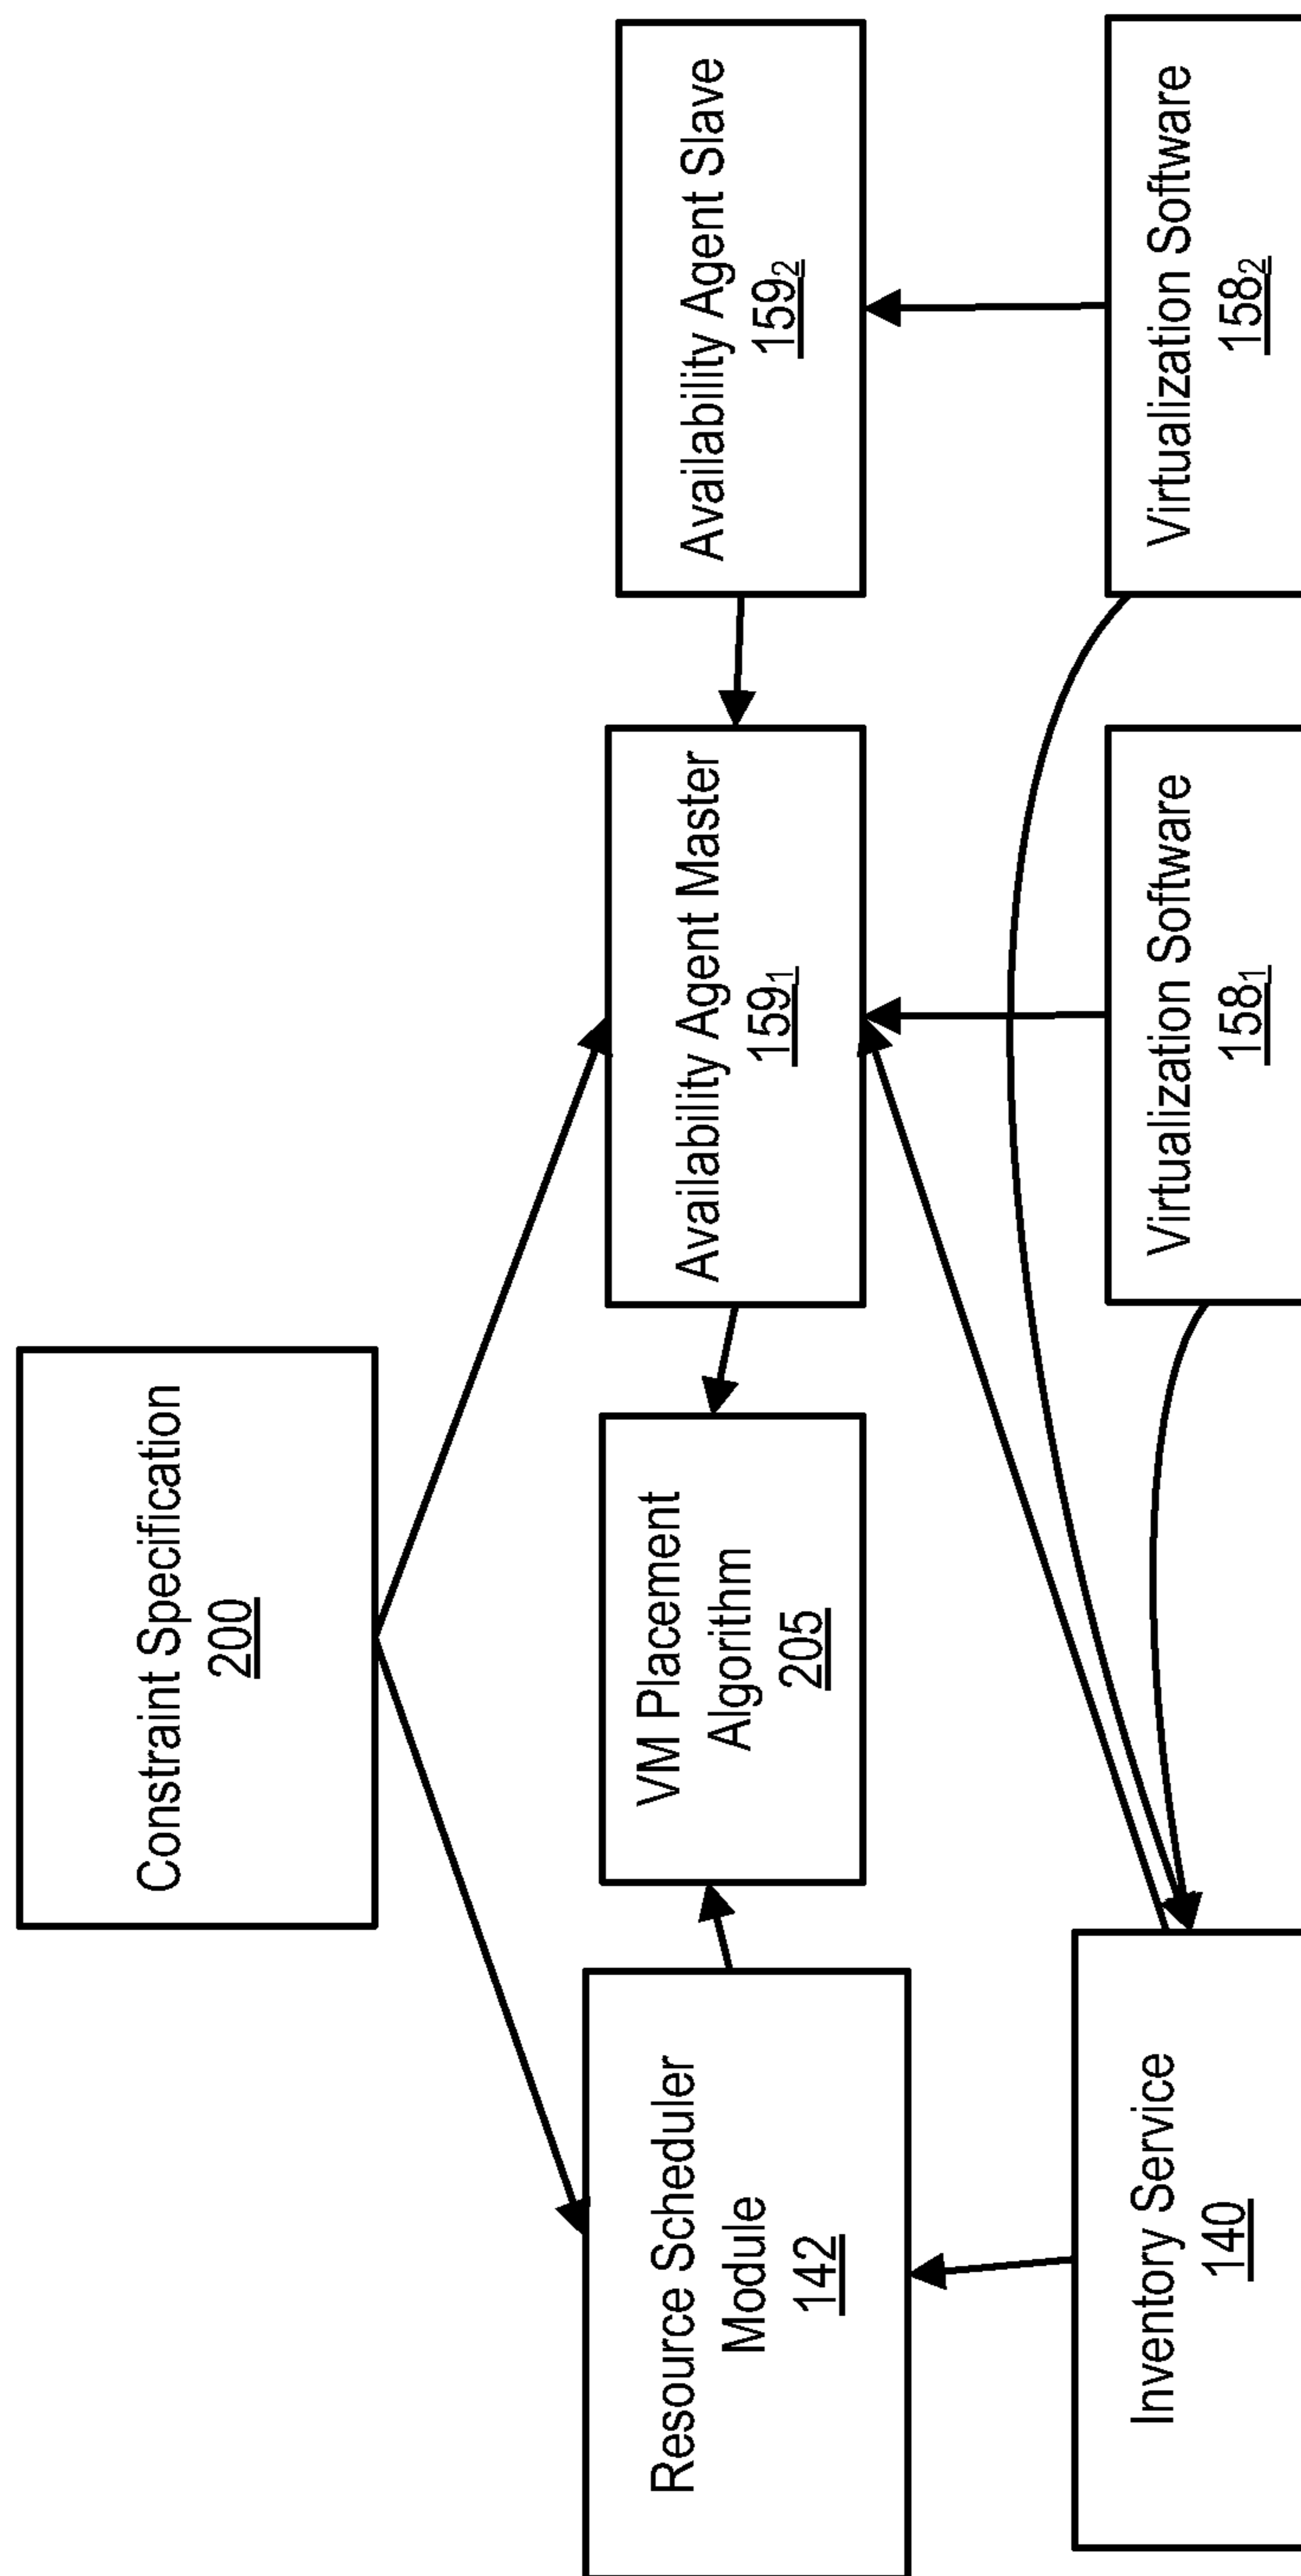 Constraint Specification
200
Resource Scheduler
Module
142
VM Placement
Algorithm
205
Availability Agent Master
159₁
Availability Agent Slave
159₂
Inventory Service
140
Virtualization Software
158₁
Virtualization Software
158₂